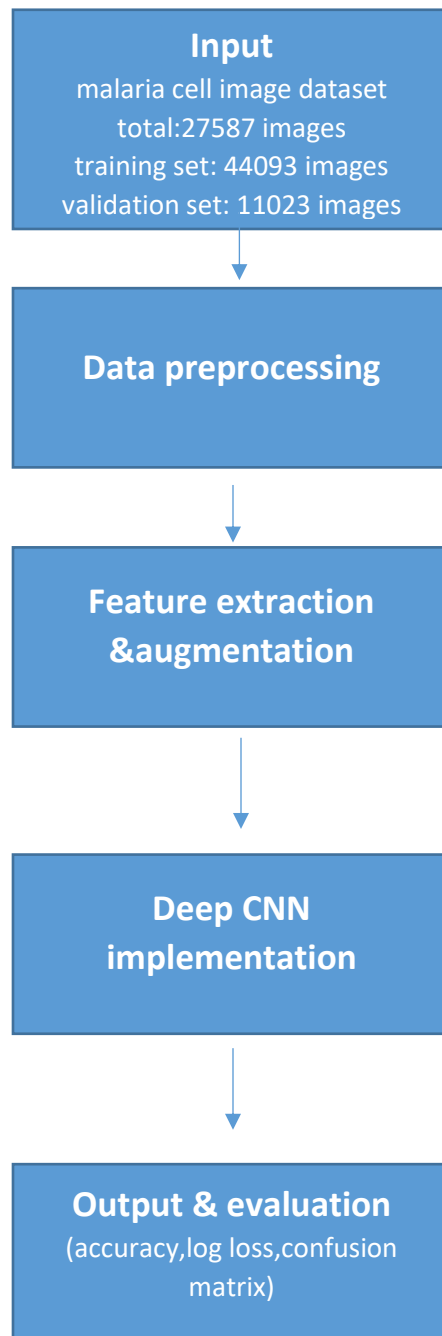 Input
malaria cell image dataset
total:27587 images
training set: 44093 images
validation set: 11023 images
Data preprocessing
Feature extraction
&augmentation
Deep CNN
implementation
Output & evaluation
(accuracy,log loss,confusion
matrix)